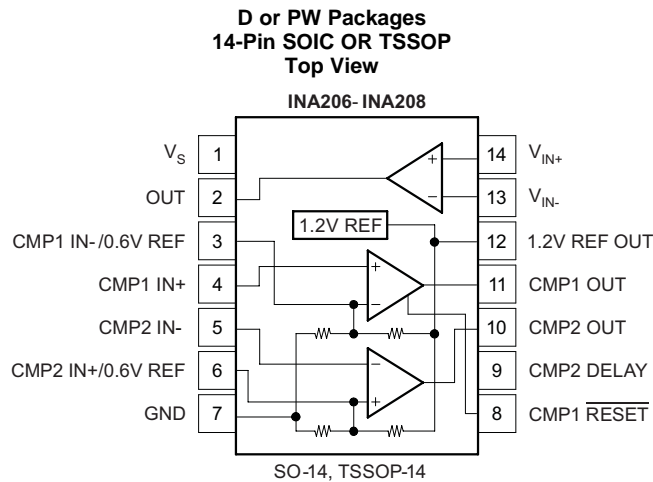 D or PW Packages
14-Pin SOIC OR TSSOP
Top View
INA206- INA208
VS 1
OUT 2
CMP1 IN-/0.6V REF 3
CMP1 IN+ 4
CMP2 IN- 5
CMP2 IN+/0.6V REF 6
GND 7
1.2V REF
+
-
+
-
-
+
14 VIN+
13 VIN-
12 1.2V REF OUT
11 CMP1 OUT
10 CMP2 OUT
9 CMP2 DELAY
8 CMP1 RESET
SO-14, TSSOP-14